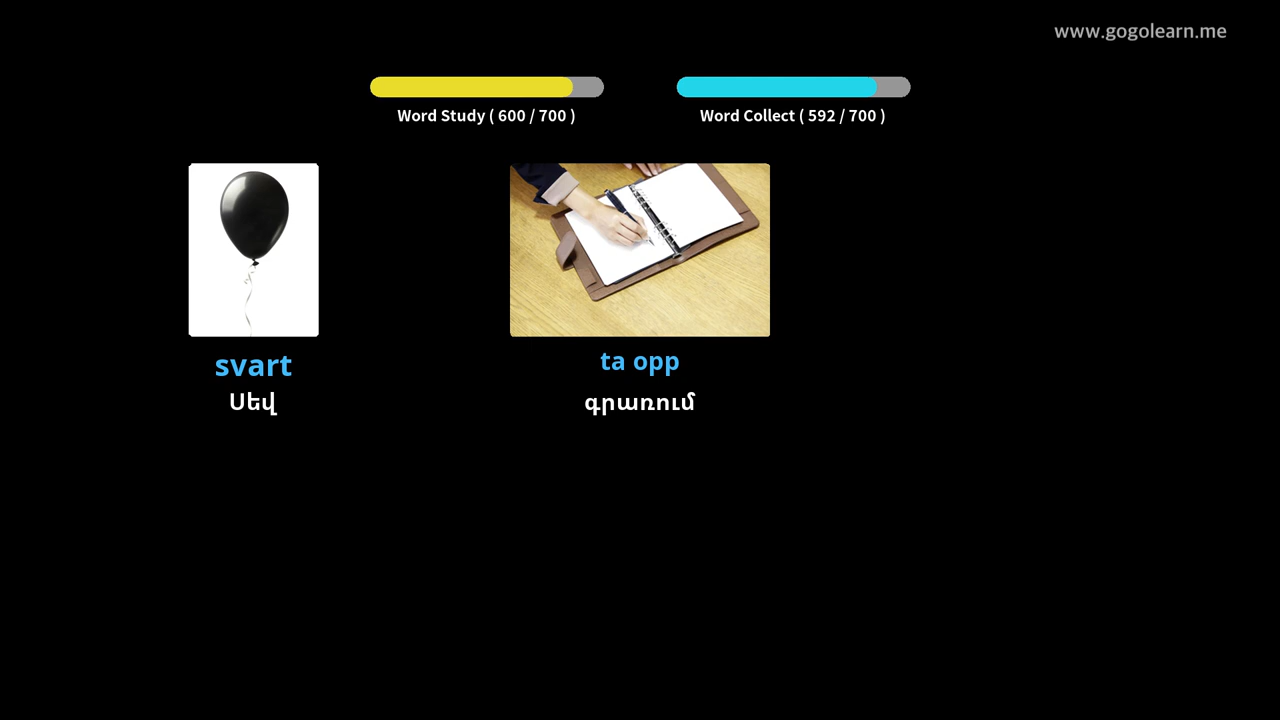 www.gogolearn.me
Word Study ( 600 / 700 )
Word Collect ( 592 / 700 )
svart
Սեվ
ta opp
գրառում